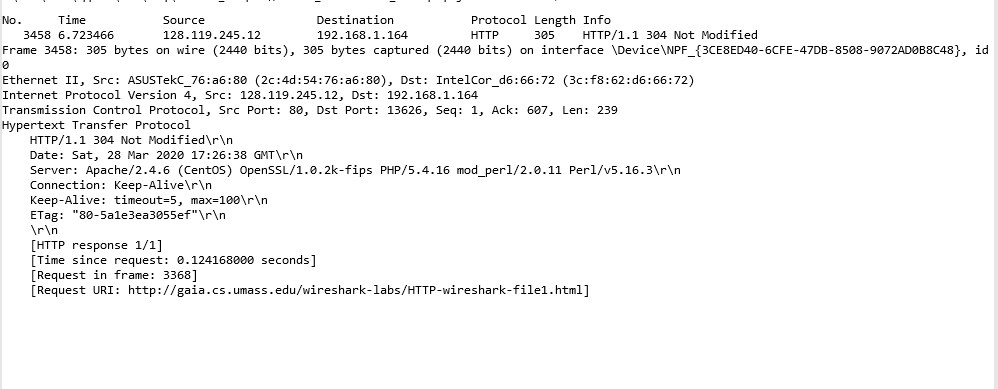 No. Time Source Destination Protocol Length Info
3458 6.723466 128.119.245.12 192.168.1.164 HTTP 305 HTTP/1.1 304 Not Modified
Frame 3458: 305 bytes on wire (2440 bits), 305 bytes captured (2440 bits) on interface \Device\NPF_{3CE8ED40-6CFE-47DB-8508-9072AD0B8C48}, id
0
Ethernet II, Src: ASUSTekC_76:a6:80 (2c:4d:54:76:a6:80), Dst: IntelCor_d6:66:72 (3c:f8:62:d6:66:72)
Internet Protocol Version 4, Src: 128.119.245.12, Dst: 192.168.1.164
Transmission Control Protocol, Src Port: 80, Dst Port: 13626, Seq: 1, Ack: 607, Len: 239
Hypertext Transfer Protocol
HTTP/1.1 304 Not Modified\r\n
Date: Sat, 28 Mar 2020 17:26:38 GMT\r\n
Server: Apache/2.4.6 (CentOS) OpenSSL/1.0.2k-fips PHP/5.4.16 mod_perl/2.0.11 Perl/v5.16.3\r\n
Connection: Keep-Alive\r\n
Keep-Alive: timeout=5, max=100\r\n
ETag: "80-5a1e3ea3055ef"\r\n
\r\n
[HTTP response 1/1]
[Time since request: 0.124168000 seconds]
[Request in frame: 3368]
[Request URI: http://gaia.cs.umass.edu/wireshark-labs/HTTP-wireshark-file1.html]